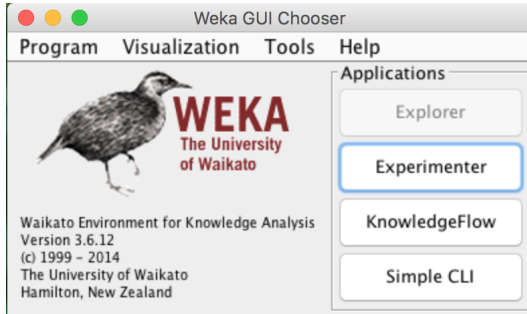 Weka GUI Chooser
Program Visualization Tools Help
WEKA
The University
of Waikato
Waikato Environment for Knowledge Analysis
Version 3.6.12
(c) 1999 - 2014
The University of Waikato
Hamilton, New Zealand
Applications
Explorer
Experimenter
KnowledgeFlow
Simple CLI